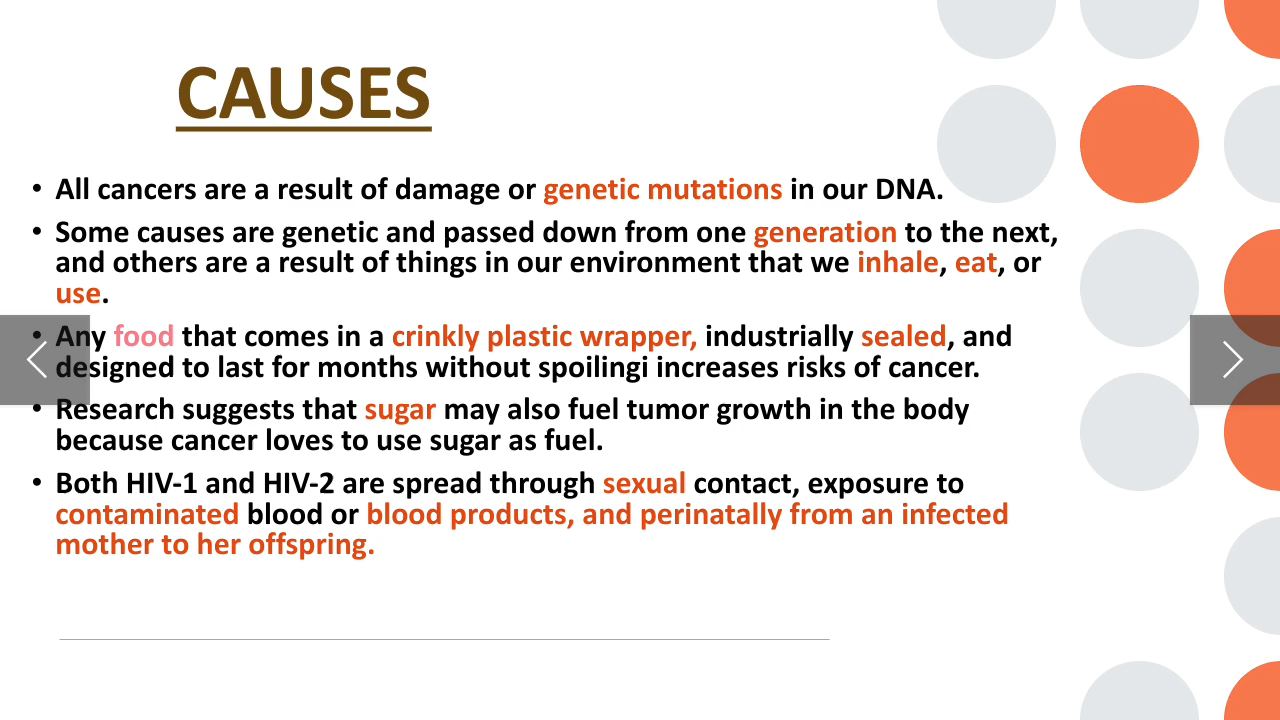 CAUSES
• All cancers are a result of damage or genetic mutations in our DNA.
• Some causes are genetic and passed down from one generation to the next,
and others are a result of things in our environment that we inhale, eat, or
use.
• Any food that comes in a crinkly plastic wrapper, industrially sealed, and
designed to last for months without spoilingi increases risks of cancer.
• Research suggests that sugar may also fuel tumor growth in the body
because cancer loves to use sugar as fuel.
• Both HIV-1 and HIV-2 are spread through sexual contact, exposure to
contaminated blood or blood products, and perinatally from an infected
mother to her offspring.